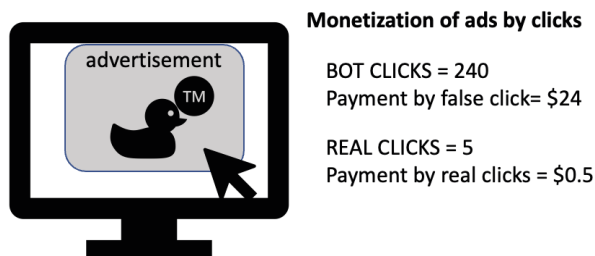 Monetization of ads by clicks
advertisement
TM
BOT CLICKS = 240
Payment by false click= $24
REAL CLICKS = 5
Payment by real clicks = $0.5